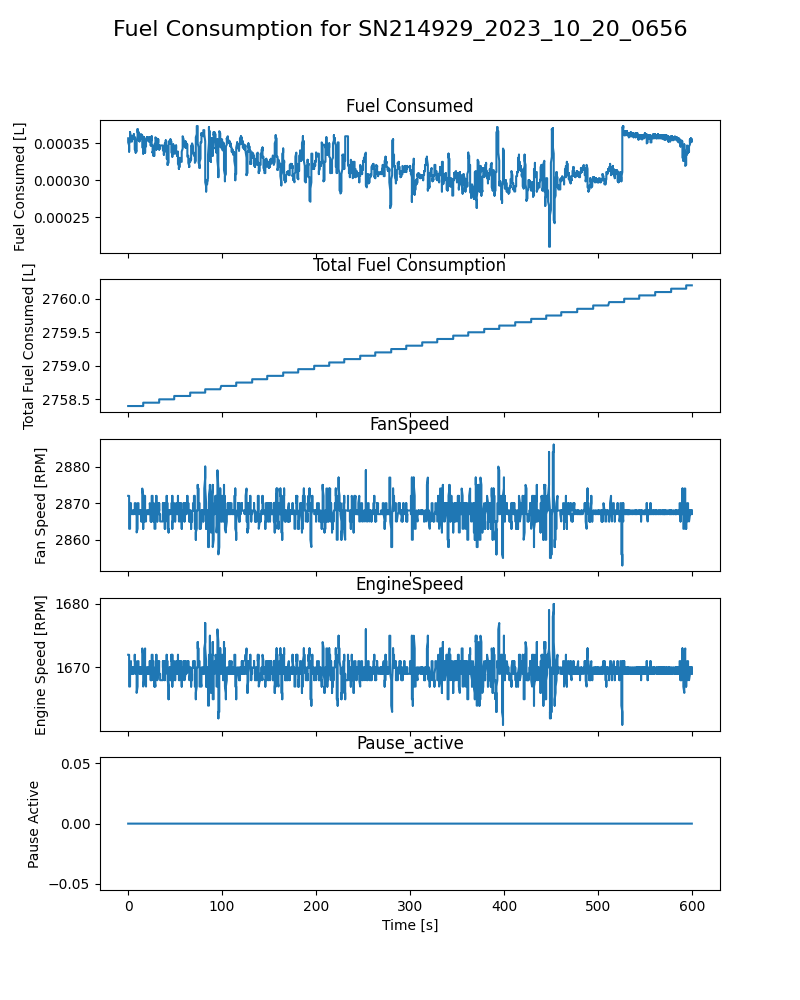 Fuel Consumption for SN214929_2023_10_20_0656
Fuel Consumed
Fuel Consumed [L]
0.00035
0.00030
0.00025
Total Fuel Consumption
Total Fuel Consumed [L]
2760.0
2759.5
2759.0
2758.5
FanSpeed
Fan Speed [RPM]
2880
2870
2860
EngineSpeed
Engine Speed [RPM]
1680
1670
Pause_active
Pause Active
0.05
0.00
−0.05
0 100 200 300 400 500 600
Time [s]